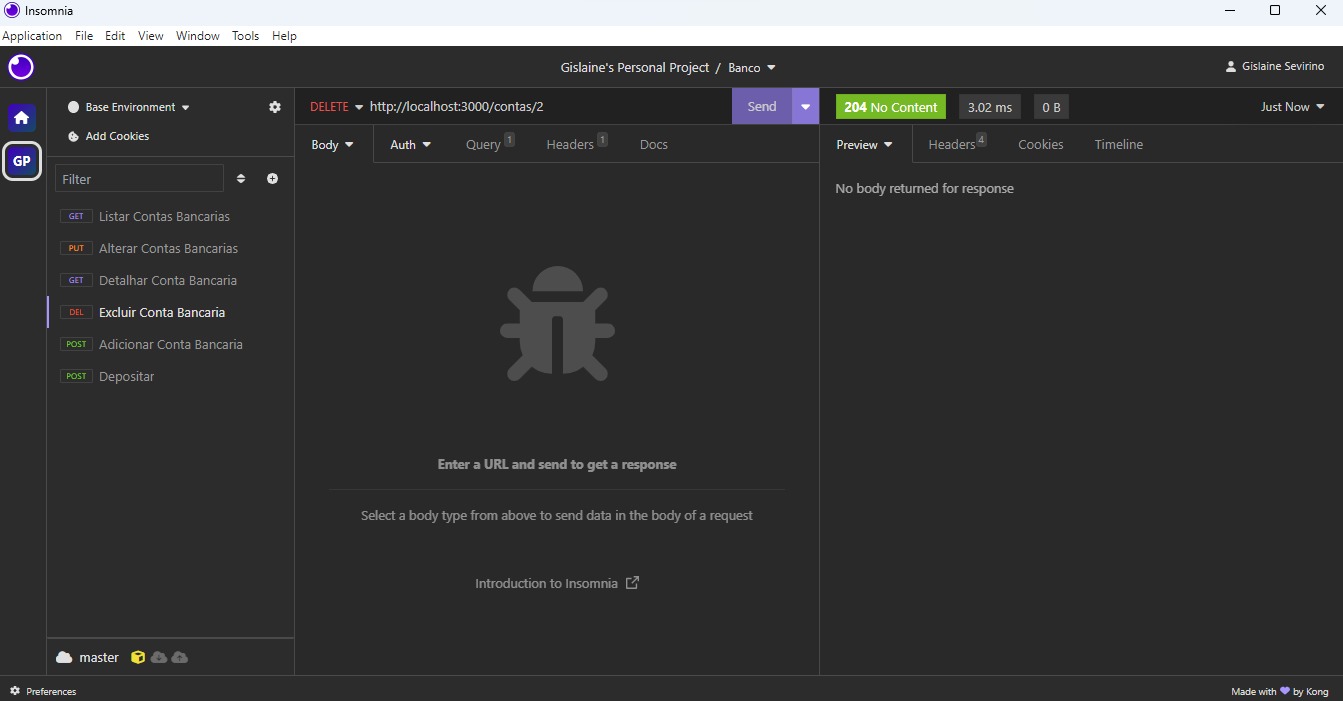 Insomnia
Application File Edit View Window Tools Help
Gislaine's Personal Project / Banco
Gislaine Sevirino
Base Environment
Add Cookies
GP
Filter
GET Listar Contas Bancarias
PUT Alterar Contas Bancarias
GET Detalhar Conta Bancaria
DEL Excluir Conta Bancaria
POST Adicionar Conta Bancaria
POST Depositar
master
DELETE http://localhost:3000/contas/2 Send
Body Auth Query 1 Headers 1 Docs
Enter a URL and send to get a response
Select a body type from above to send data in the body of a request
Introduction to Insomnia
204 No Content 3.02 ms 0 B Just Now
Preview Headers 4 Cookies Timeline
No body returned for response
Preferences
Made with by Kong